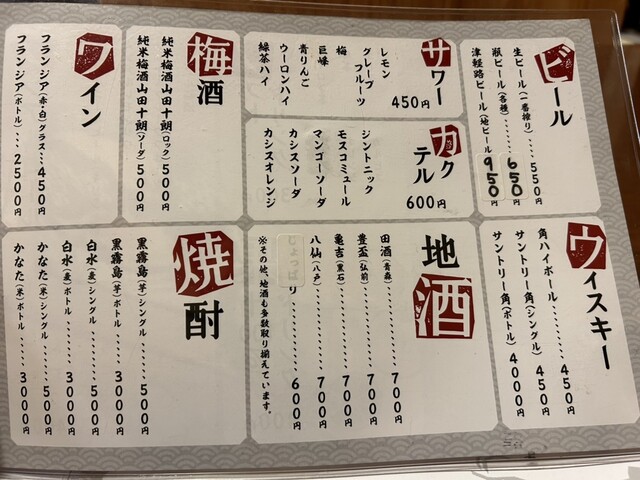 ビール
生ビール(一番搾り)……550円
瓶ビール(各種)……650円
津軽路ビール(地ビール)950円
サワー
レモン
グレープフルーツ
梅
巨峰
青りんご
ウーロンハイ
緑茶ハイ
450円
カクテル
ジントニック
モスコミュール
マンゴーソーダ
カシスソーダ
カシスオレンジ
600円
梅酒
純米梅酒山田十朗(ロック)500円
純米梅酒山田十朗(ソーダ)500円
ワイン
フランジア(赤・白)グラス…450円
フランジア(ボトル)…2500円
ウィスキー
角ハイボール………450円
サントリー角(シングル)450円
サントリー角(ボトル)4000円
地酒
田酒(青森)………700円
豊盃(弘前)………700円
亀吉(黒石)………700円
八仙(八戸)………700円
じょっぱり………600円
※その他、地酒も多数取り揃えています。
焼酎
黒霧島(芋)シングル……500円
黒霧島(芋)ボトル……3000円
白水(麦)シングル……500円
白水(麦)ボトル……3000円
かなた(米)シングル……500円
かなた(米)ボトル……3000円